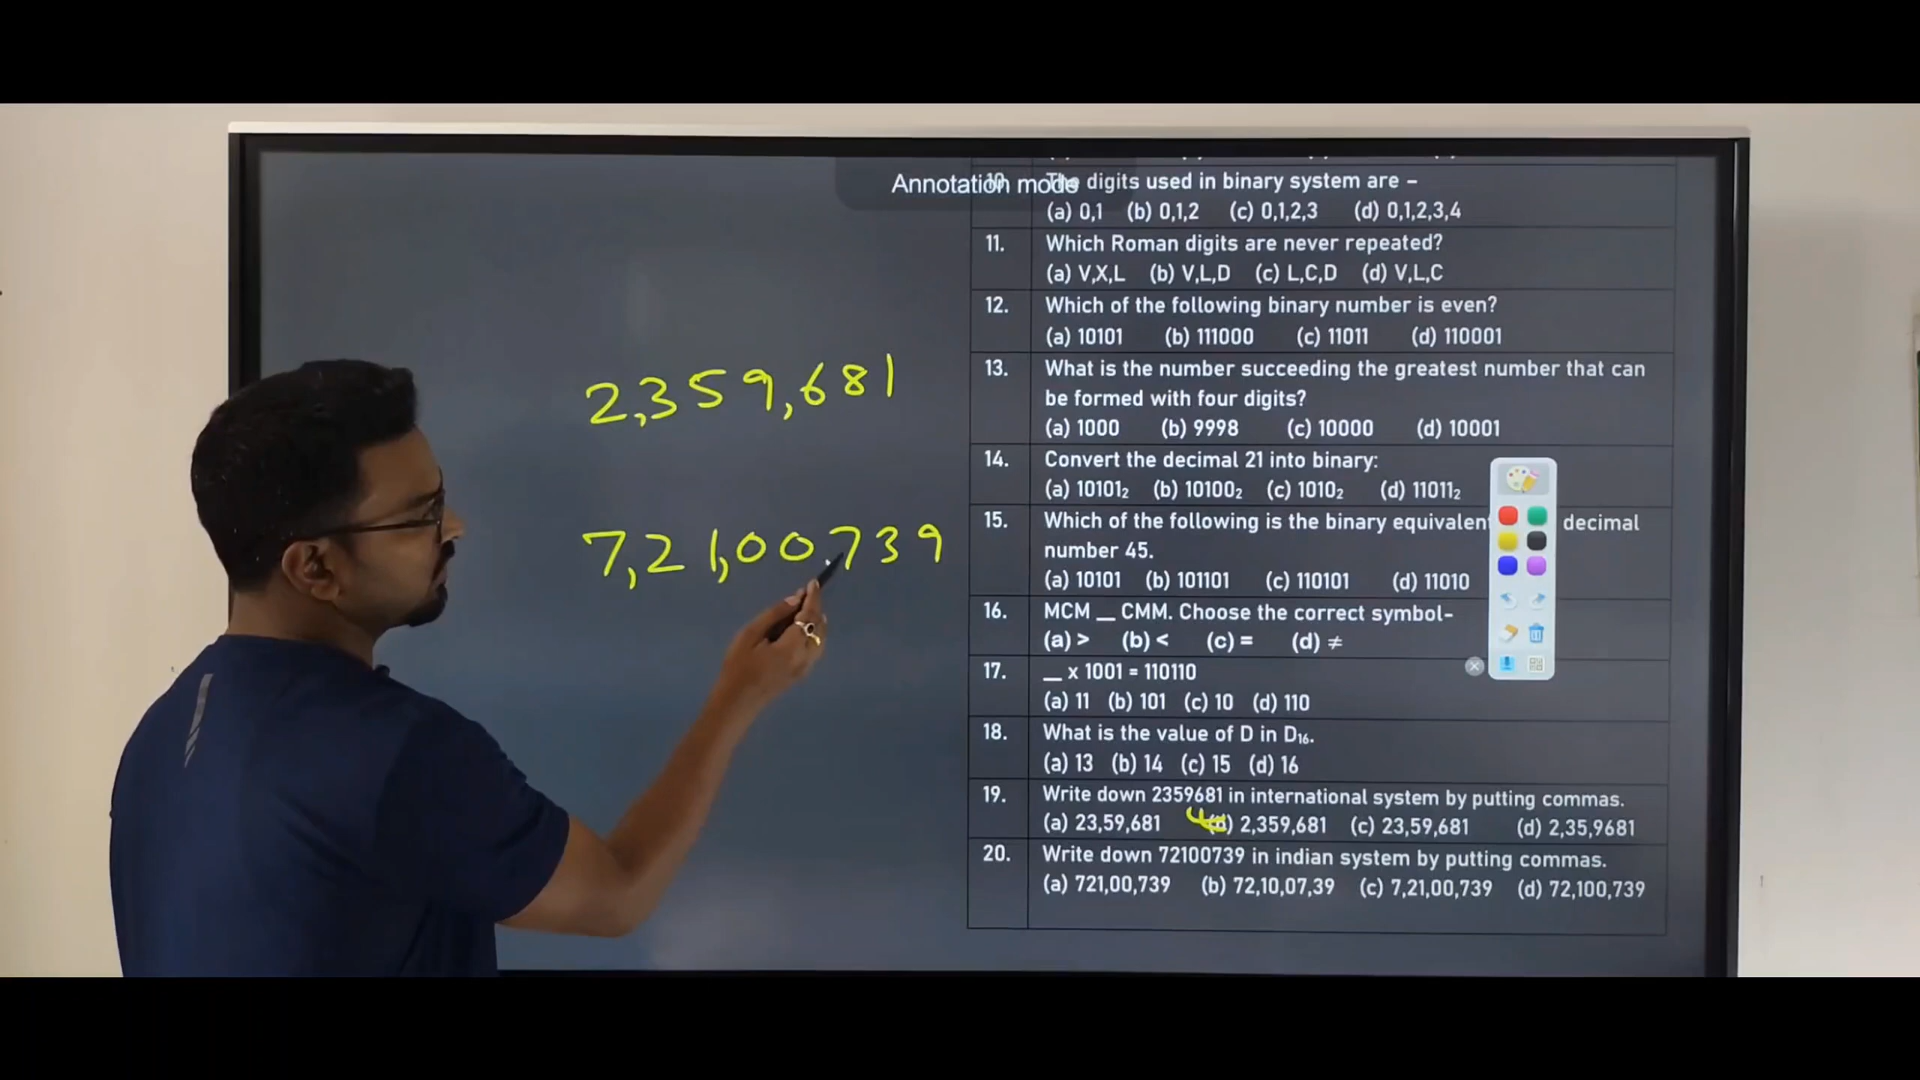 Annotation mode
2,359,681
7,21,00739
digits used in binary system are –
(a) 0,1 (b) 0,1,2 (c) 0,1,2,3 (d) 0,1,2,3,4
11. Which Roman digits are never repeated?
(a) V,X,L (b) V,L,D (c) L,C,D (d) V,L,C
12. Which of the following binary number is even?
(a) 10101 (b) 111000 (c) 11011 (d) 110001
13. What is the number succeeding the greatest number that can
be formed with four digits?
(a) 1000 (b) 9998 (c) 10000 (d) 10001
14. Convert the decimal 21 into binary:
(a) 10101₂ (b) 10100₂ (c) 1010₂ (d) 11011₂
15. Which of the following is the binary equivalent decimal
number 45.
(a) 10101 (b) 101101 (c) 110101 (d) 11010
16. MCM __ CMM. Choose the correct symbol-
(a) > (b) < (c) = (d) ≠
17. __ x 1001 = 110110
(a) 11 (b) 101 (c) 10 (d) 110
18. What is the value of D in D₁₆.
(a) 13 (b) 14 (c) 15 (d) 16
19. Write down 2359681 in international system by putting commas.
(a) 23,59,681 2,359,681 (c) 23,59,681 (d) 2,35,9681
20. Write down 72100739 in indian system by putting commas.
(a) 721,00,739 (b) 72,10,07,39 (c) 7,21,00,739 (d) 72,100,739